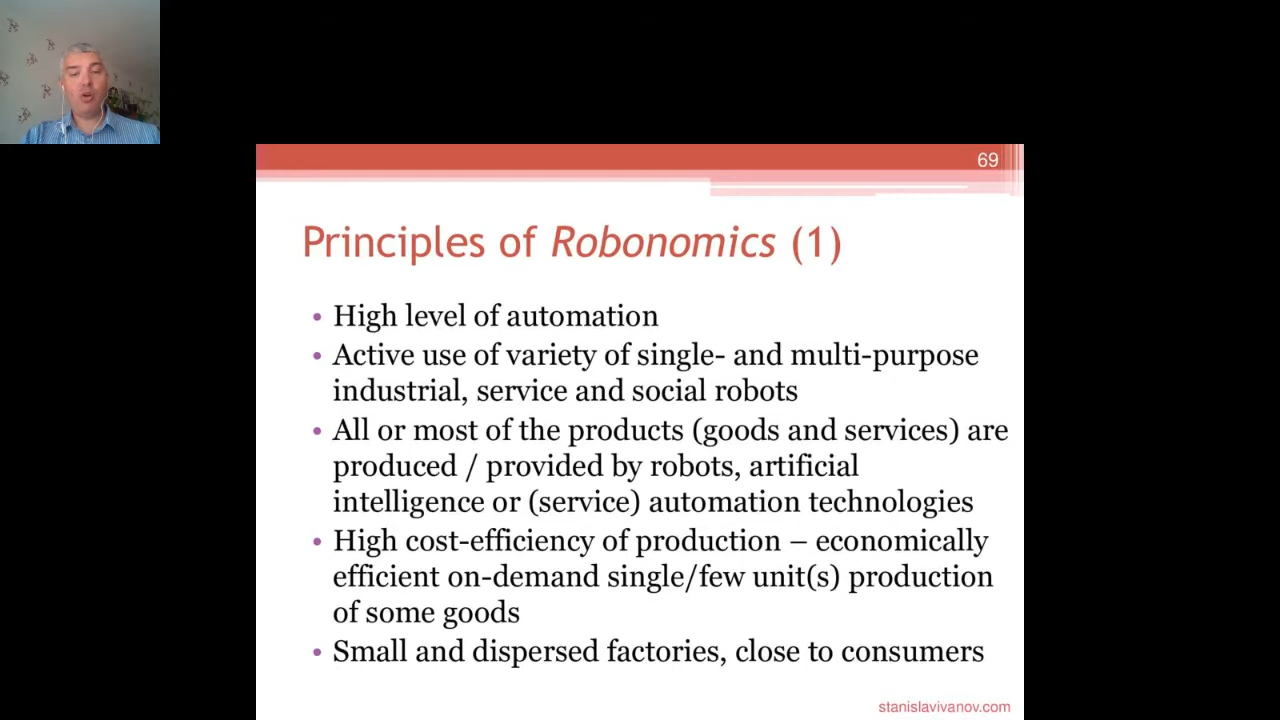 69
Principles of Robonomics (1)
• High level of automation
• Active use of variety of single- and multi-purpose
industrial, service and social robots
• All or most of the products (goods and services) are
produced / provided by robots, artificial
intelligence or (service) automation technologies
• High cost-efficiency of production – economically
efficient on-demand single/few unit(s) production
of some goods
• Small and dispersed factories, close to consumers
stanislavivanov.com